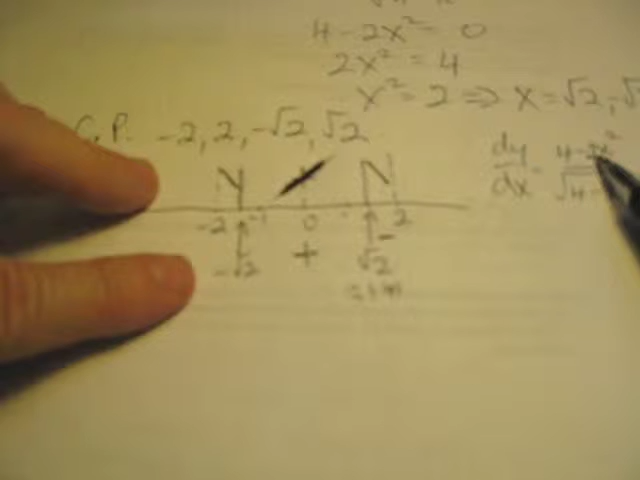 4 - 2x² = 0
2x² = 4
x² = 2 ⇒ x = √2, -√
C.P. -2, 2, -√2, √2
dy/dx = 4-2x²/√4-
-2 -1 0 2
-√2 + √2 -